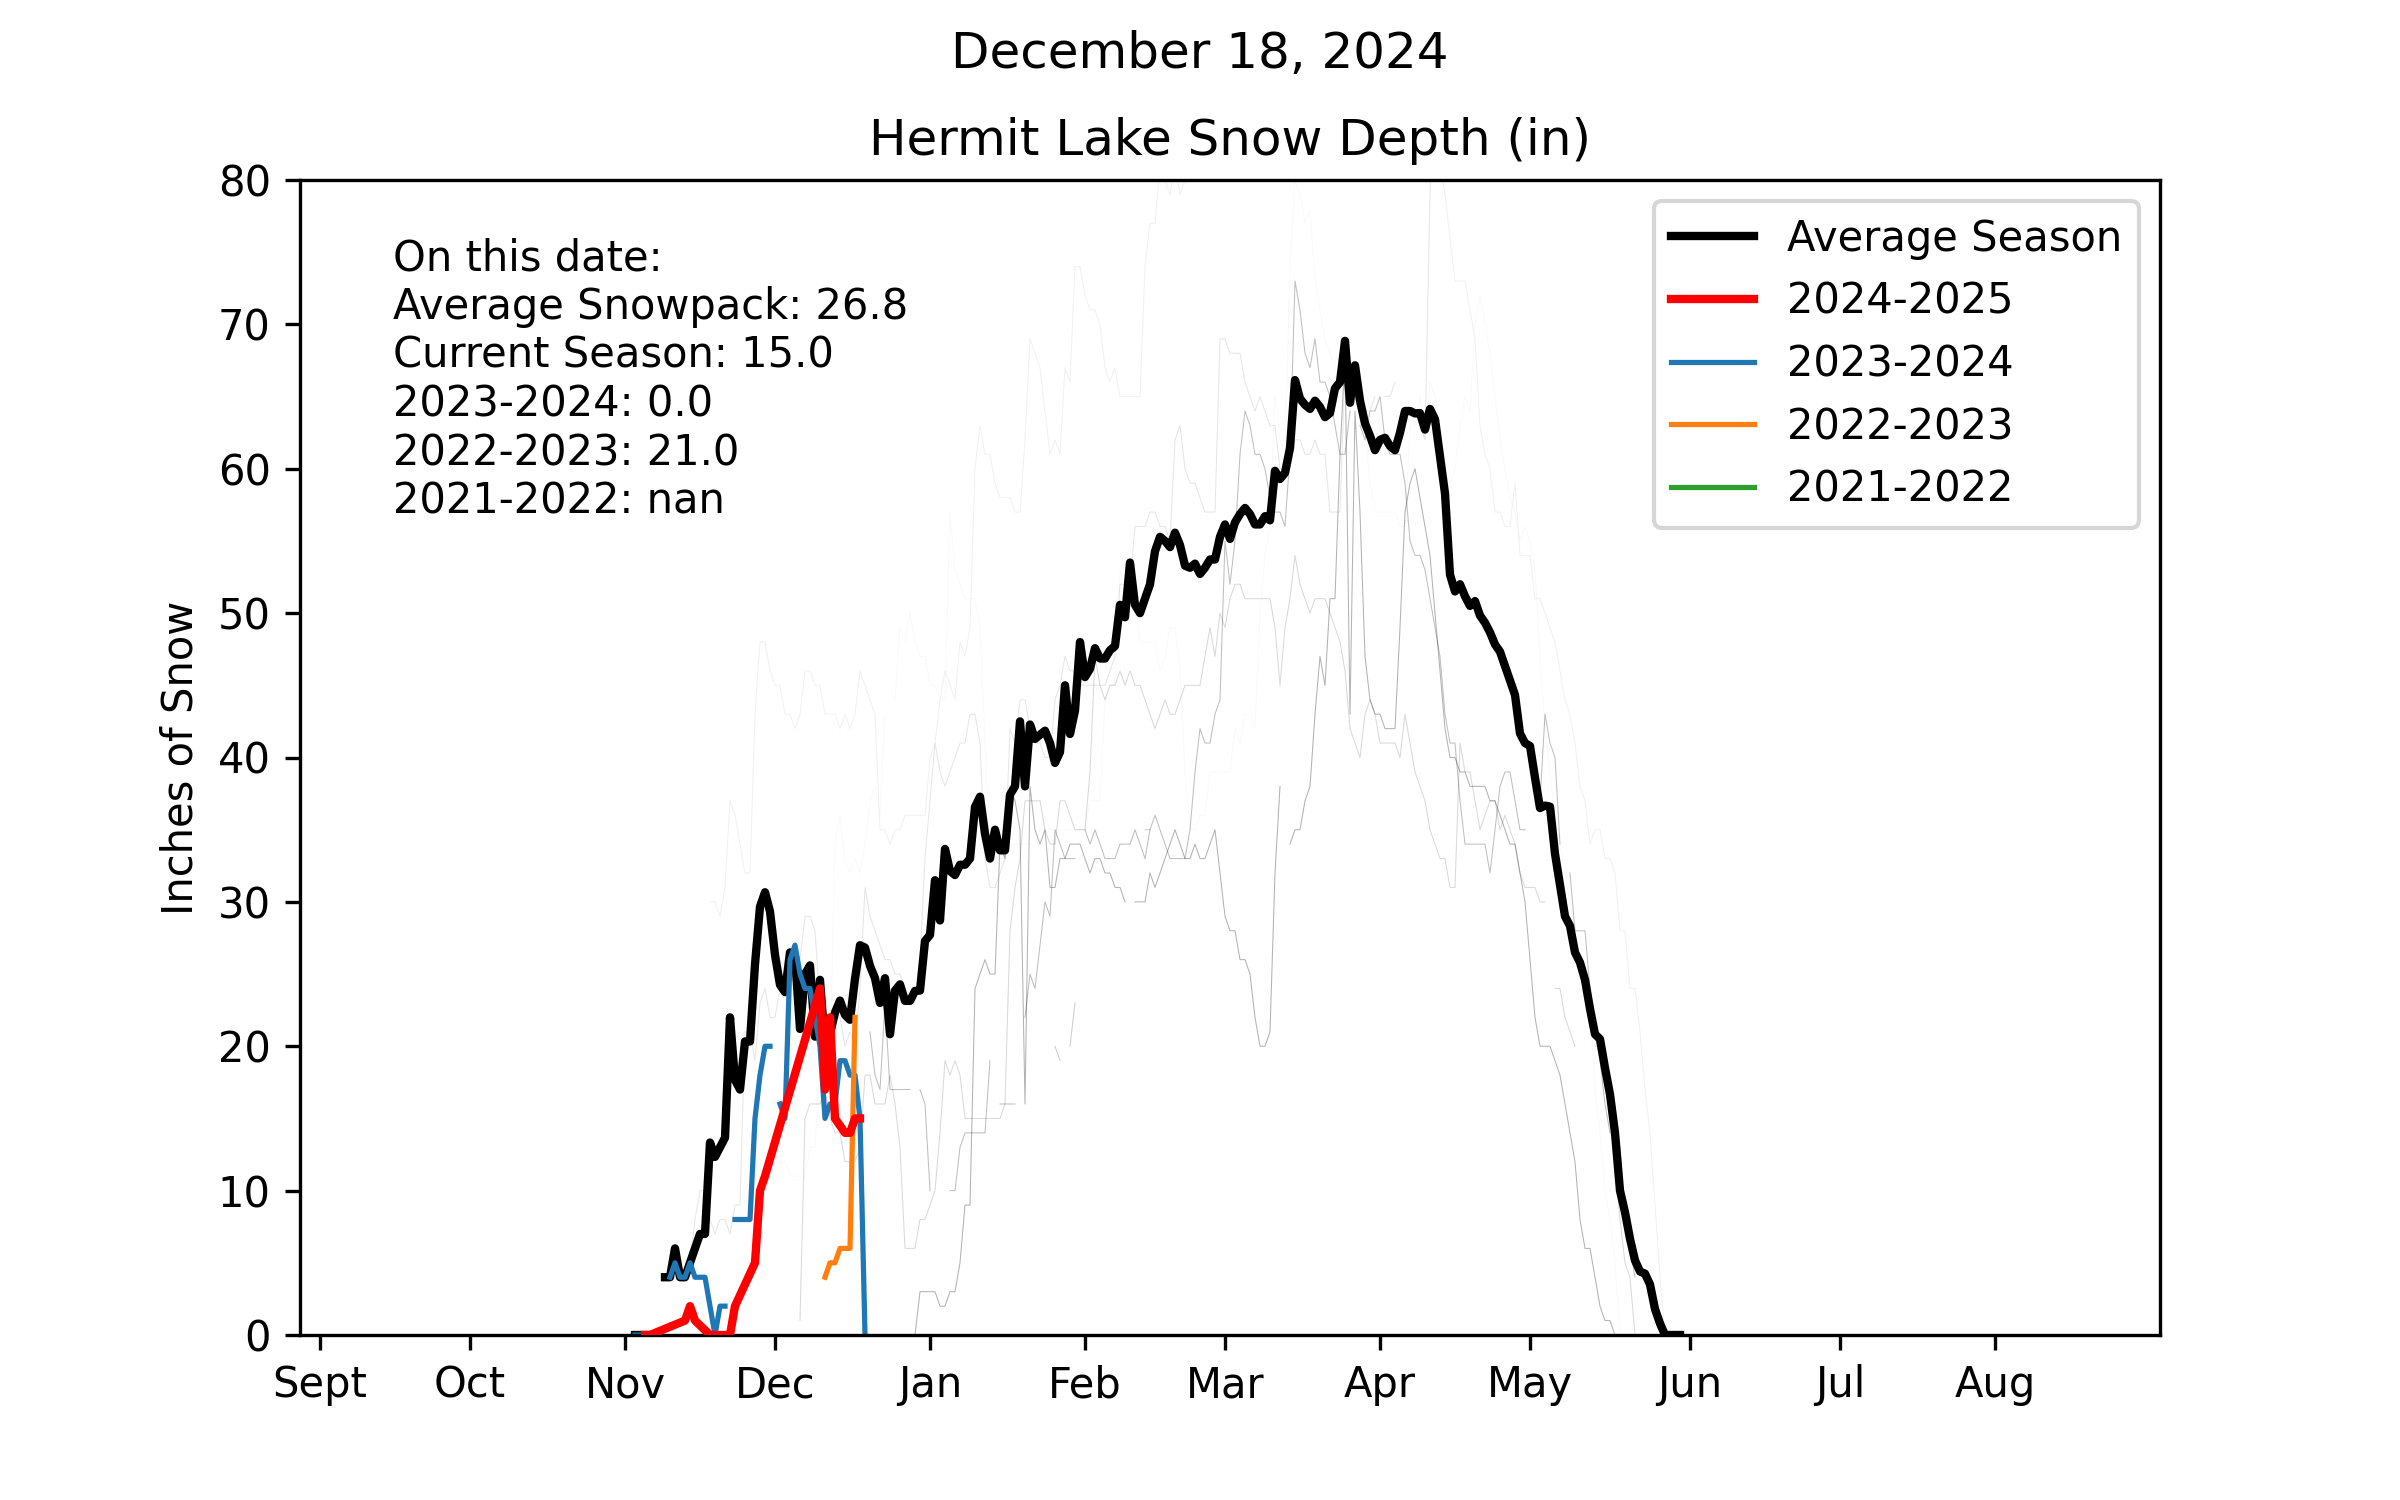 December 18, 2024
Hermit Lake Snow Depth (in)
On this date:
Average Snowpack: 26.8
Current Season: 15.0
2023-2024: 0.0
2022-2023: 21.0
2021-2022: nan
Average Season
2024-2025
2023-2024
2022-2023
2021-2022
Inches of Snow
80
70
60
50
40
30
20
10
0
Sept Oct Nov Dec Jan Feb Mar Apr May Jun Jul Aug